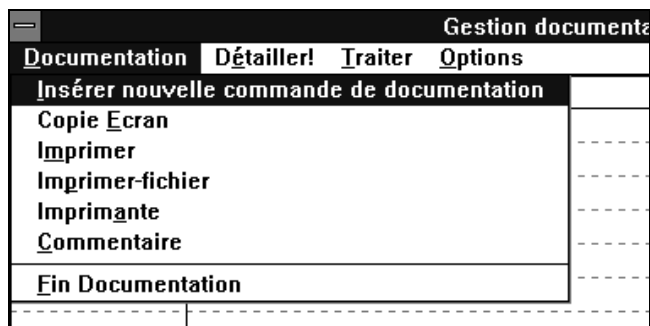 Gestion documenta
Documentation Détailler! Traiter Options
Insérer nouvelle commande de documentation
Copie Ecran
Imprimer
Imprimer-fichier
Imprimante
Commentaire
Fin Documentation